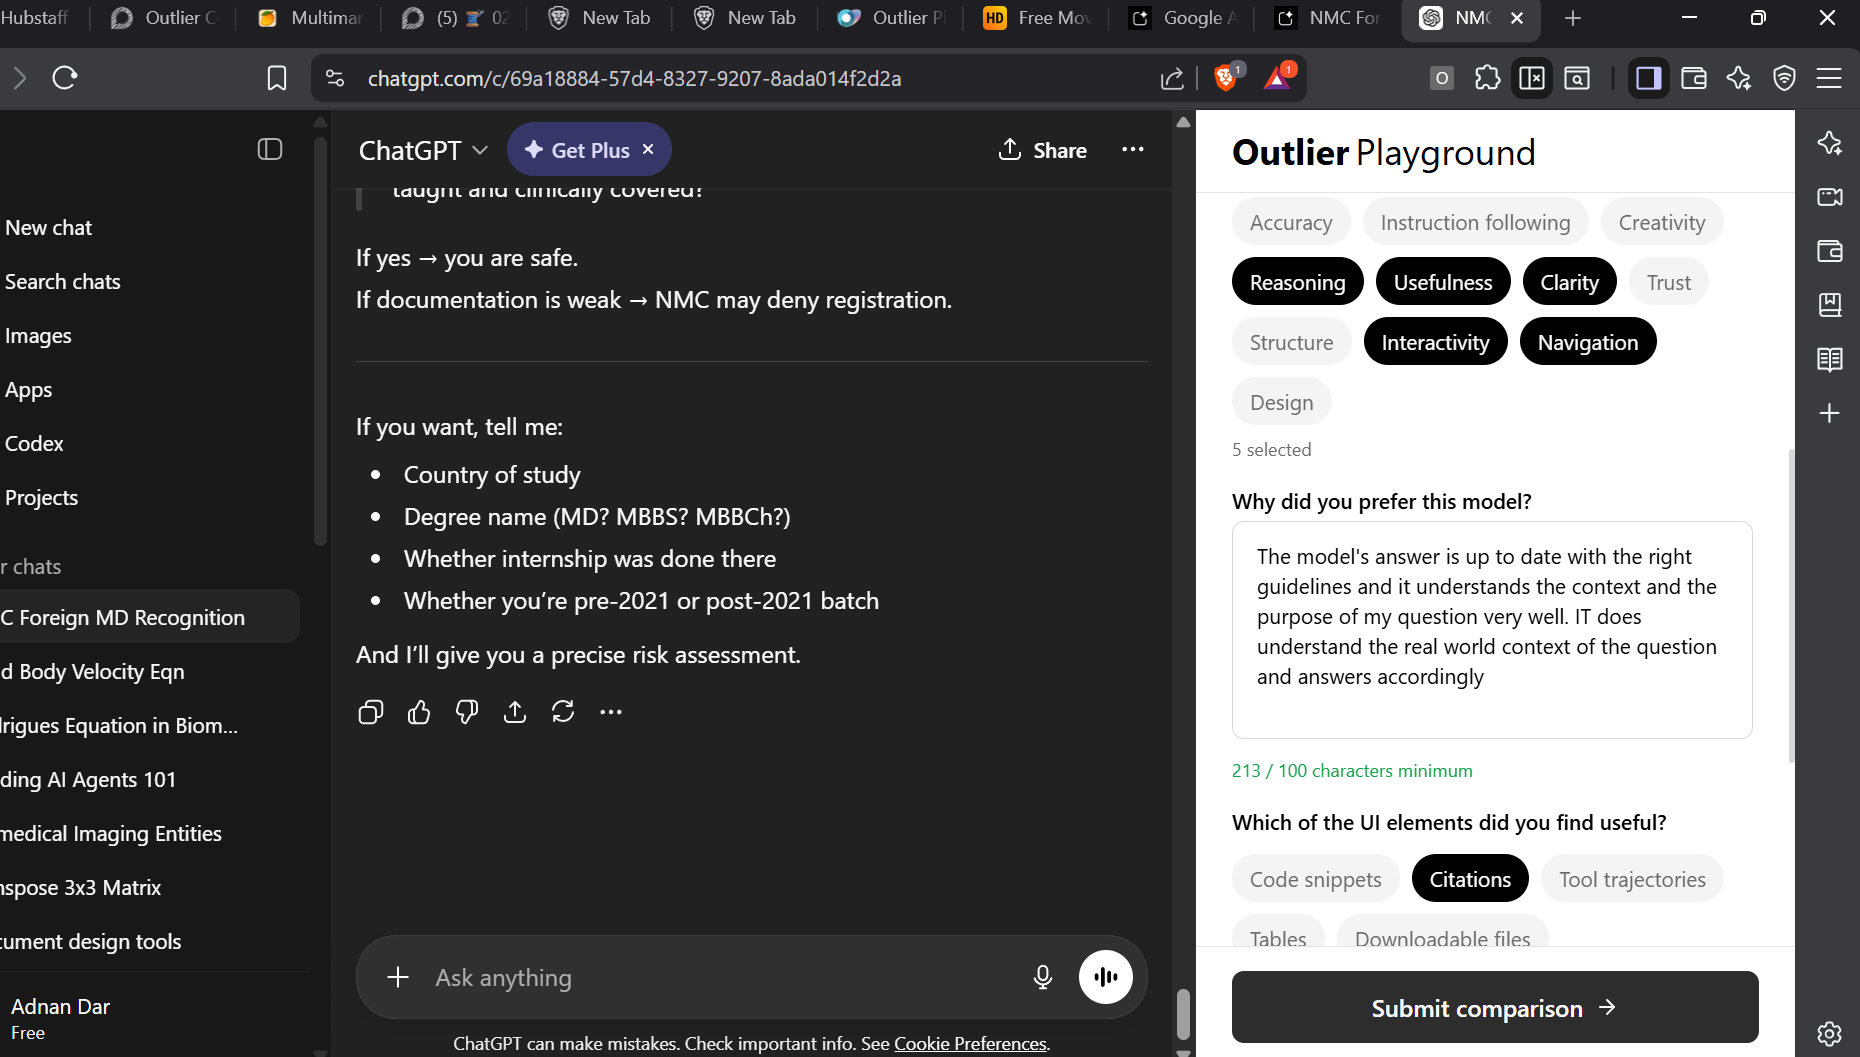 Hubstaff
Outlier
Multimar
(5)
New Tab
New Tab
Outlier Pl
HD Free Mov
Google A
NMC For
NMC
chatgpt.com/c/69a18884-57d4-8327-9207-8ada014f2d2a
1
1
O
New chat
Search chats
Images
Apps
Codex
Projects
r chats
C Foreign MD Recognition
d Body Velocity Eqn
rigues Equation in Biom...
ding AI Agents 101
medical Imaging Entities
nspose 3x3 Matrix
cument design tools
Adnan Dar
Free
ChatGPT
Get Plus
Share
taught and clinically covered?
If yes → you are safe.
If documentation is weak → NMC may deny registration.
If you want, tell me:
• Country of study
• Degree name (MD? MBBS? MBBCh?)
• Whether internship was done there
• Whether you’re pre-2021 or post-2021 batch
And I’ll give you a precise risk assessment.
Ask anything
ChatGPT can make mistakes. Check important info. See Cookie Preferences.
Outlier Playground
Accuracy Instruction following Creativity
Reasoning Usefulness Clarity Trust
Structure Interactivity Navigation
Design
5 selected
Why did you prefer this model?
The model's answer is up to date with the right
guidelines and it understands the context and the
purpose of my question very well. IT does
understand the real world context of the question
and answers accordingly
213 / 100 characters minimum
Which of the UI elements did you find useful?
Code snippets Citations Tool trajectories
Tables Downloadable files
Submit comparison →